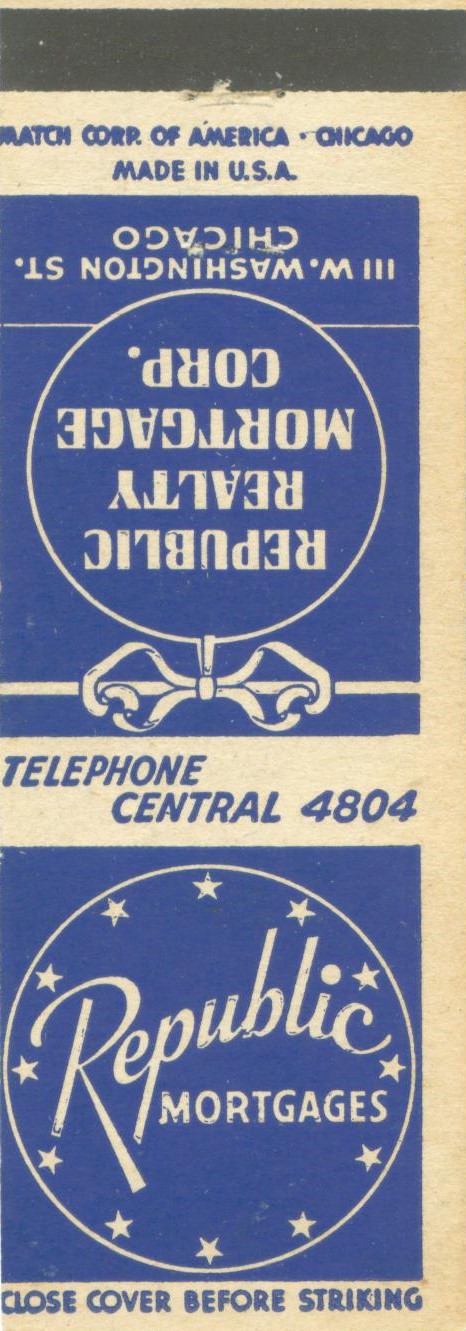 MATCH CORP. OF AMERICA · CHICAGO
MADE IN U.S.A.
REPUBLIC
REALTY
MORTGAGE
CORP.
111 W. WASHINGTON ST.
CHICAGO
TELEPHONE
CENTRAL 4804
Republic
MORTGAGES
CLOSE COVER BEFORE STRIKING